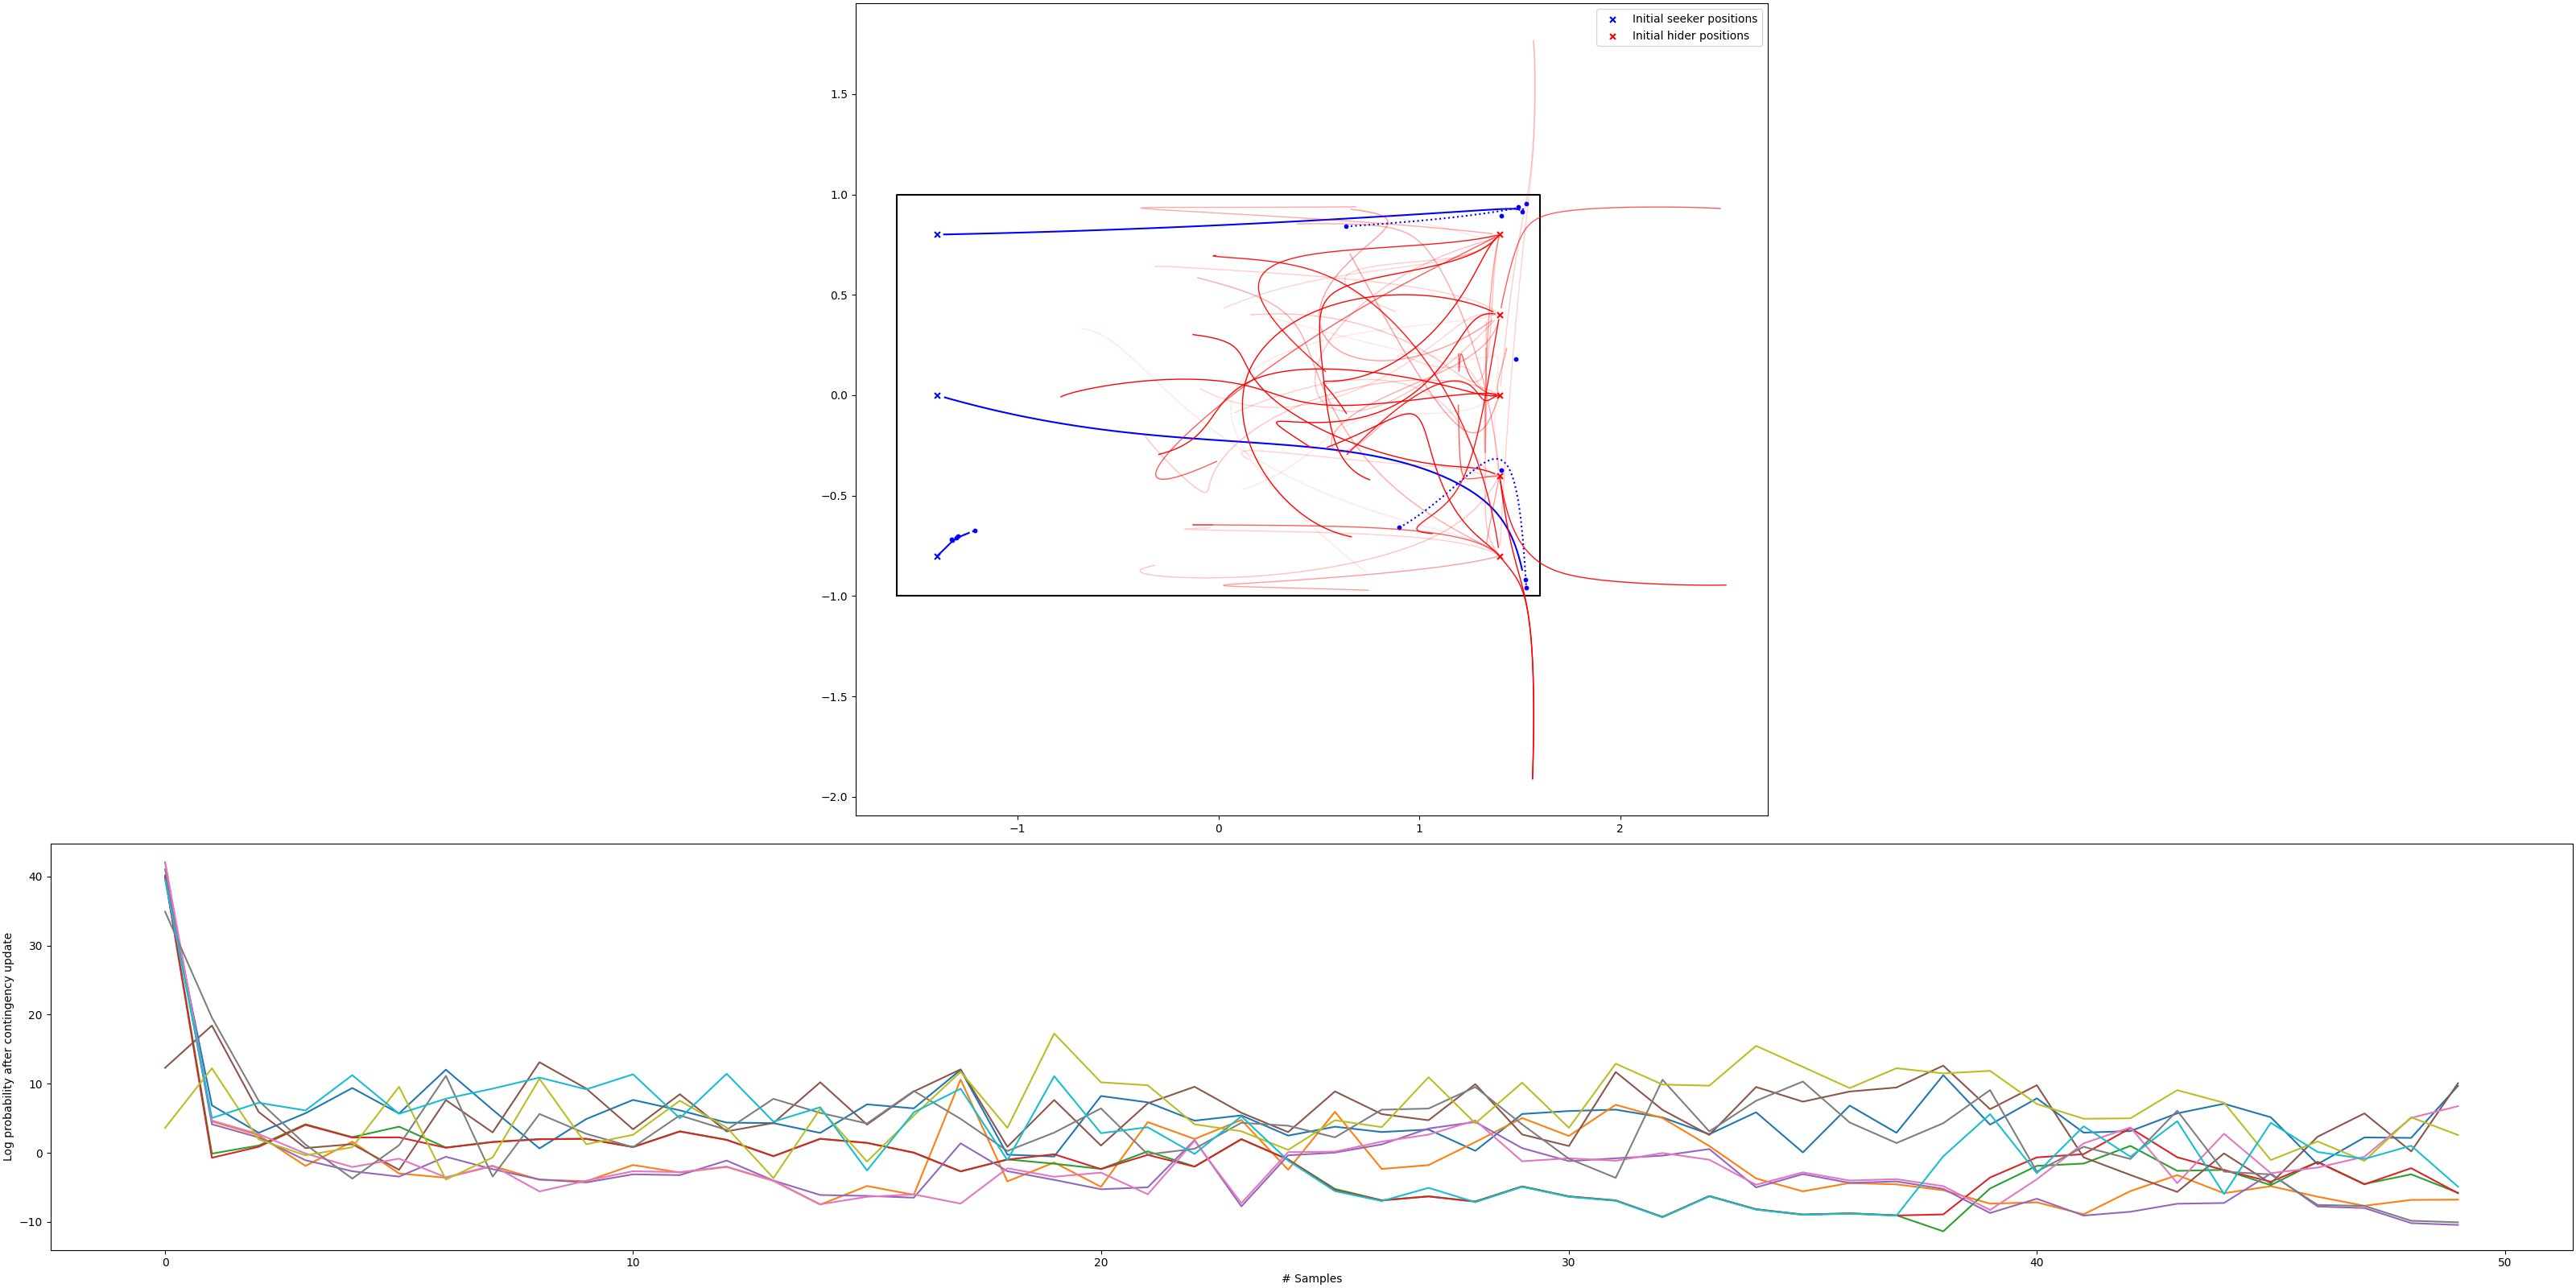 Initial seeker positions
Initial hider positions
1.5
1.0
0.5
0.0
−0.5
−1.0
−1.5
−2.0
−1 0 1 2
Log probability after contingency update
40
30
20
10
0
−10
0 10 20 30 40 50
# Samples